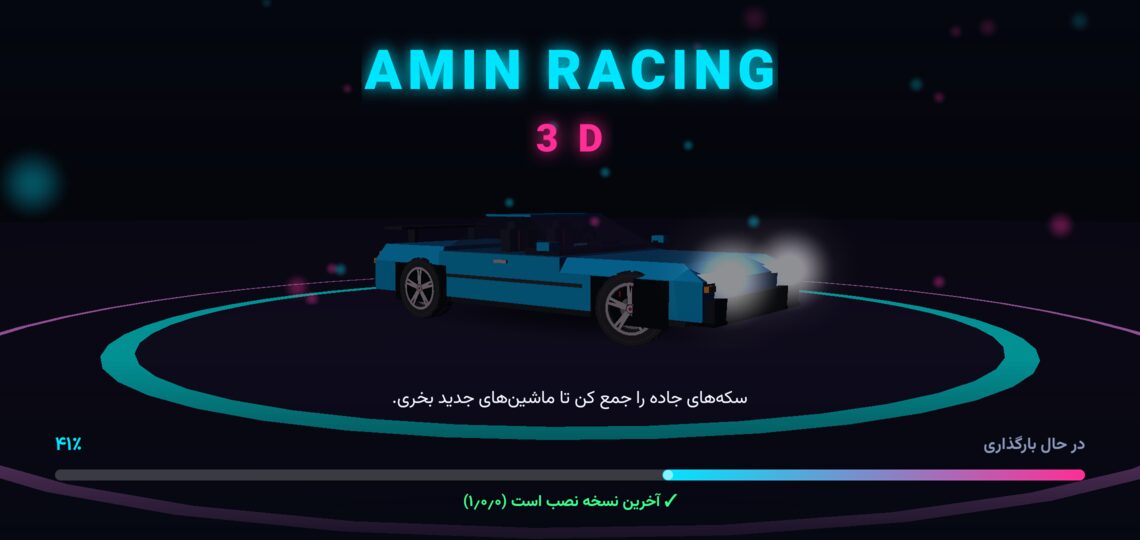 AMIN RACING
3 D
سکه‌های جاده را جمع کن تا ماشین‌های جدید بخری.
در حال بارگذاری
۴۱٪
✓ آخرین نسخه نصب است (۱٫۰٫۰)